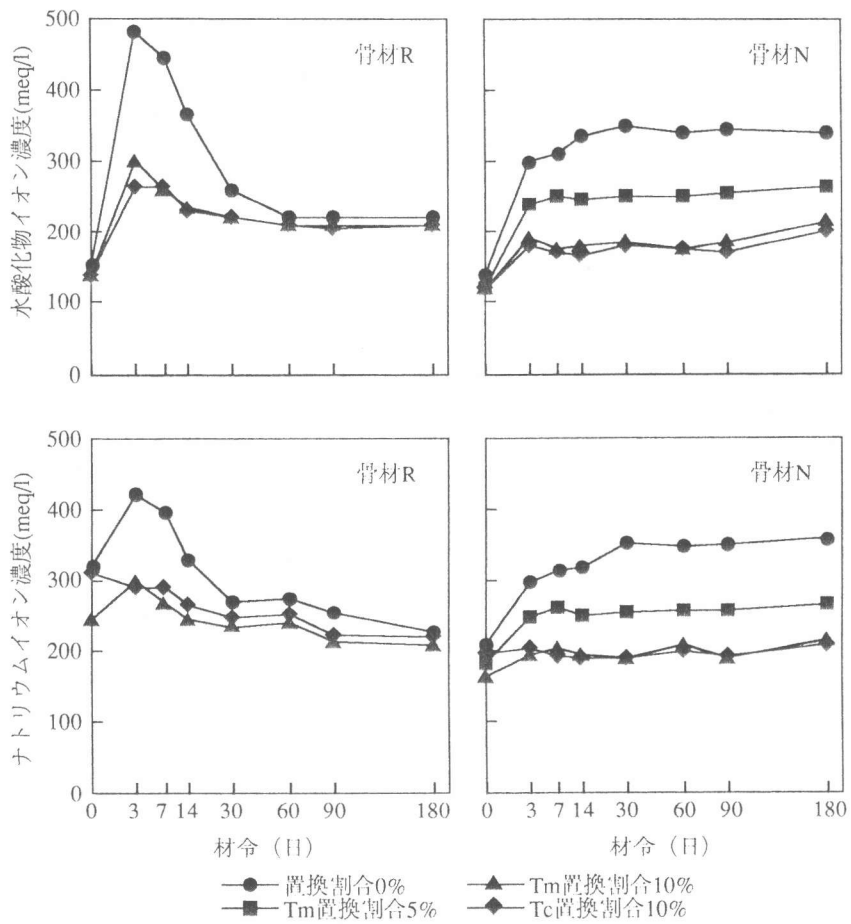 500
400
300
200
100
0
水酸化物イオン濃度(meq/l)
骨材R
骨材N
500
400
300
200
100
0
ナトリウムイオン濃度(meq/l)
骨材R
骨材N
0 3 7 14 30 60 90 180
0 3 7 14 30 60 90 180
材令（日）
材令（日）
置換割合0%
Tm置換割合10%
Tm置換割合5%
Tc置換割合10%